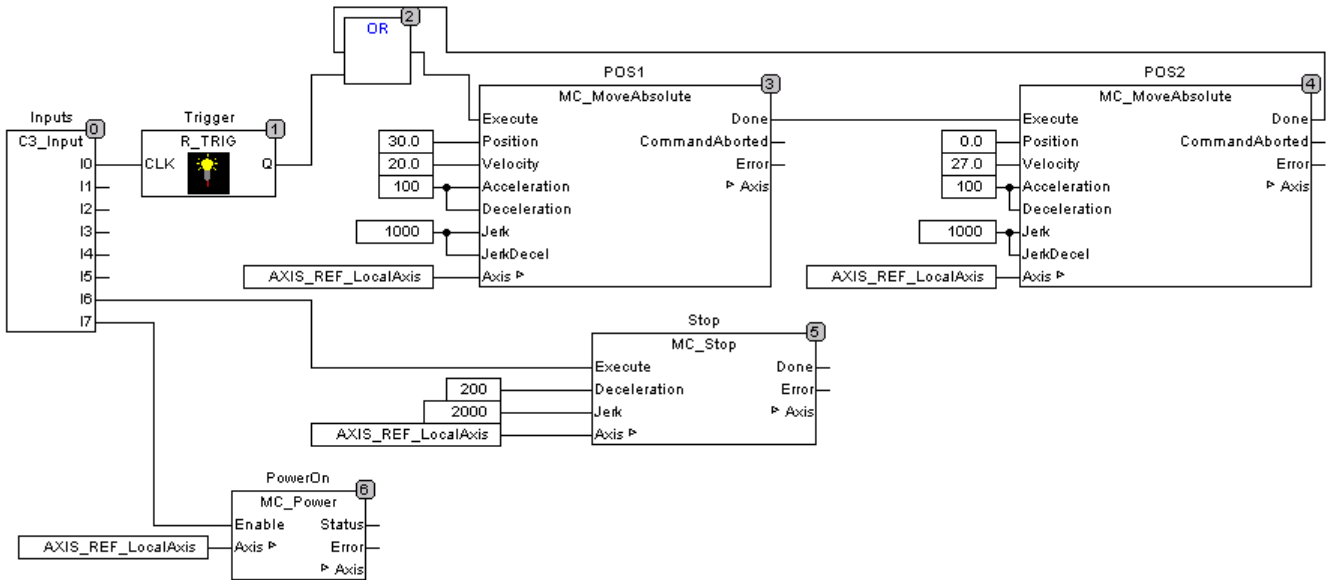 2
OR
POS1
3
MC_MoveAbsolute
Execute Done
30.0 Position CommandAborted
20.0 Velocity Error
100 Acceleration Axis
Deceleration
1000 Jerk
JerkDecel
AXIS_REF_LocalAxis Axis
POS2
4
MC_MoveAbsolute
Execute Done
0.0 Position CommandAborted
27.0 Velocity Error
100 Acceleration Axis
Deceleration
1000 Jerk
JerkDecel
AXIS_REF_LocalAxis Axis
Inputs
0
C3_Input
I0
I1
I2
I3
I4
I5
I6
I7
Trigger
1
R_TRIG
CLK Q
Stop
5
MC_Stop
Execute Done
200 Deceleration Error
2000 Jerk Axis
AXIS_REF_LocalAxis Axis
PowerOn
6
MC_Power
Enable Status
AXIS_REF_LocalAxis Axis Error
Axis